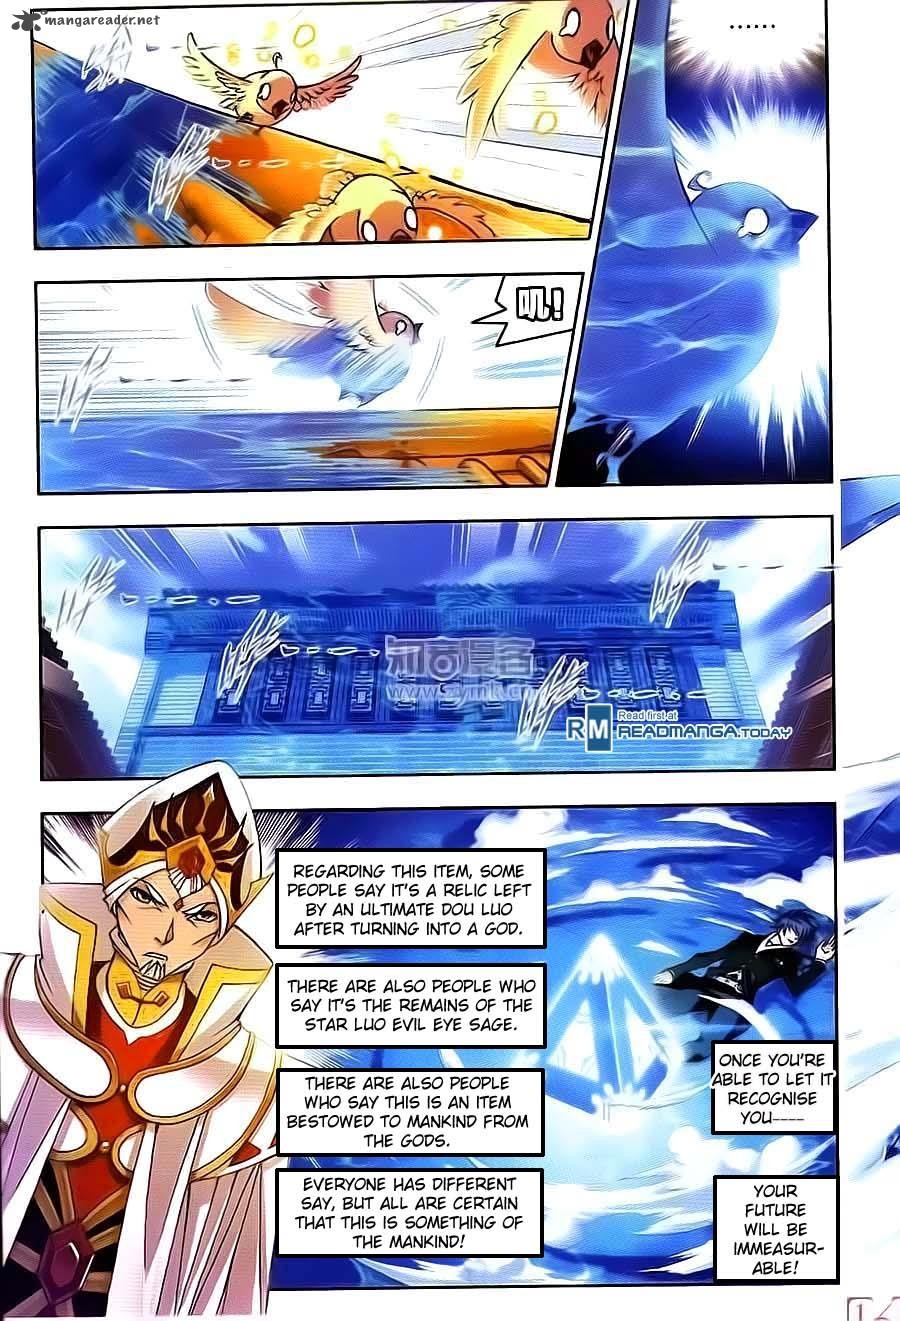 mangareader.net
......
叽!
知音漫客
www.zymk.cn
RM
Read first at
READMANGA.TODAY
REGARDING THIS ITEM, SOME
PEOPLE SAY IT'S A RELIC LEFT
BY AN ULTIMATE DOU LUO
AFTER TURNING INTO A GOD.
THERE ARE ALSO PEOPLE WHO
SAY IT'S THE REMAINS OF THE
STAR LUO EVIL EYE SAGE.
THERE ARE ALSO PEOPLE
WHO SAY THIS IS AN ITEM
BESTOWED TO MANKIND FROM
THE GODS.
EVERYONE HAS DIFFERENT
SAY, BUT ALL ARE CERTAIN
THAT THIS IS SOMETHING OF
THE MANKIND!
ONCE YOU'RE
ABLE TO LET IT
RECOGNISE
YOU----
YOUR
FUTURE
WILL BE
IMMEASUR-
ABLE!